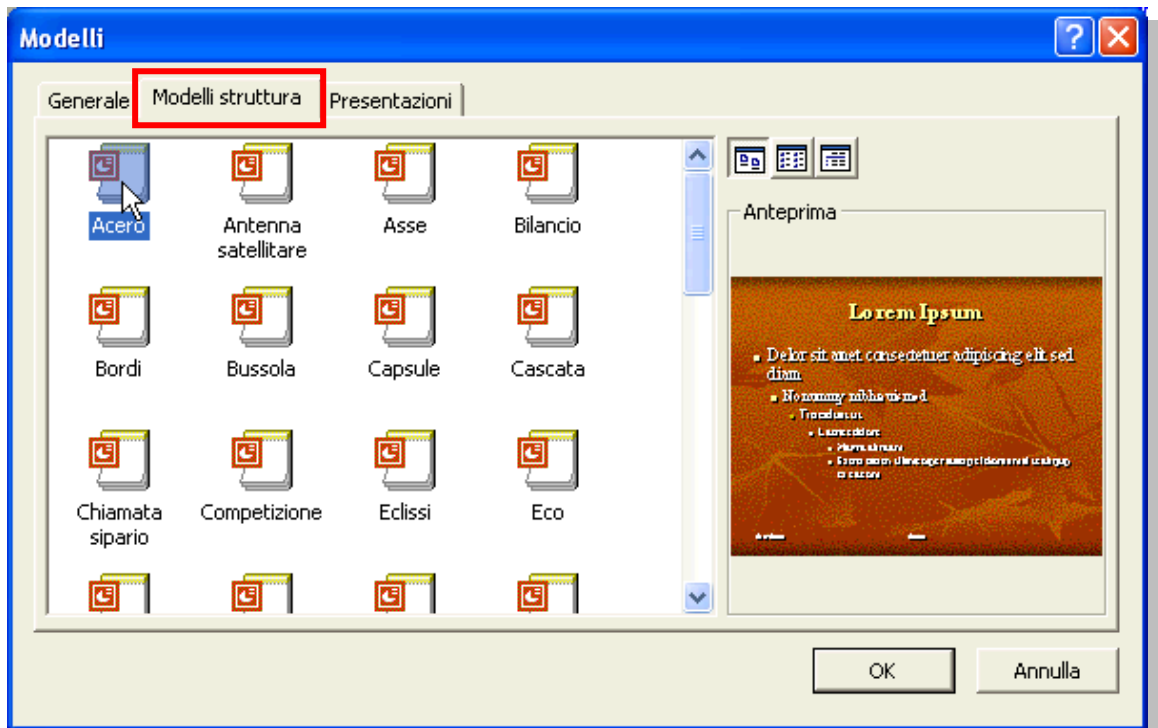 Modelli
Generale
Modelli struttura
Presentazioni
Acero
Antenna
satellitare
Asse
Bilancio
Bordi
Bussola
Capsule
Cascata
Chiamata
sipario
Competizione
Eclissi
Eco
Anteprima
Lorem Ipsum
sit amet consectetuer adipiscing elit sed
diam
OK
Annulla